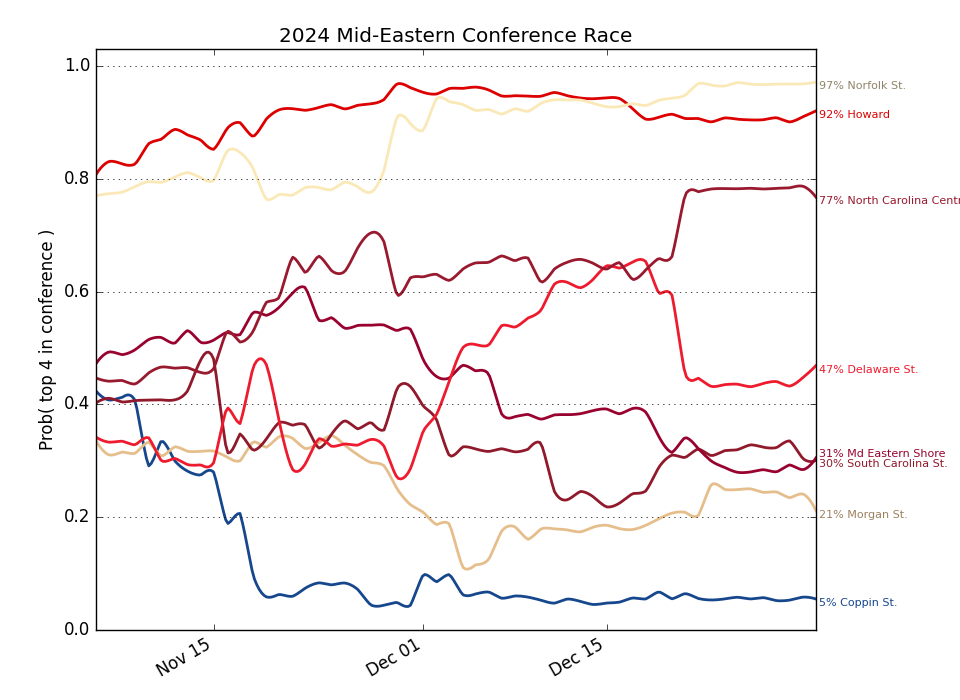 2024 Mid-Eastern Conference Race
Prob( top 4 in conference )
1.0
0.8
0.6
0.4
0.2
0.0
Nov 15
Dec 01
Dec 15
97% Norfolk St.
92% Howard
77% North Carolina Centr
47% Delaware St.
31% Md Eastern Shore
30% South Carolina St.
21% Morgan St.
5% Coppin St.